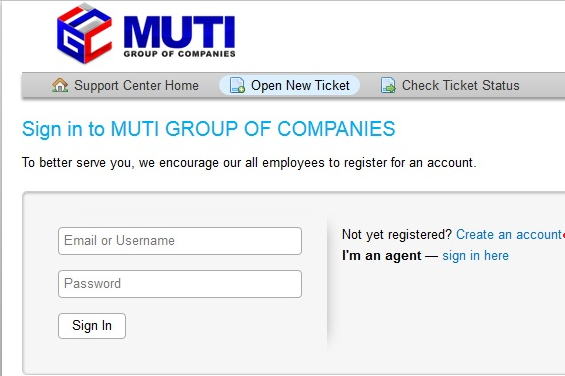 MUTI
GROUP OF COMPANIES
Support Center Home Open New Ticket Check Ticket Status
Sign in to MUTI GROUP OF COMPANIES
To better serve you, we encourage our all employees to register for an account.
Email or Username
Password
Sign In
Not yet registered? Create an account
I'm an agent — sign in here